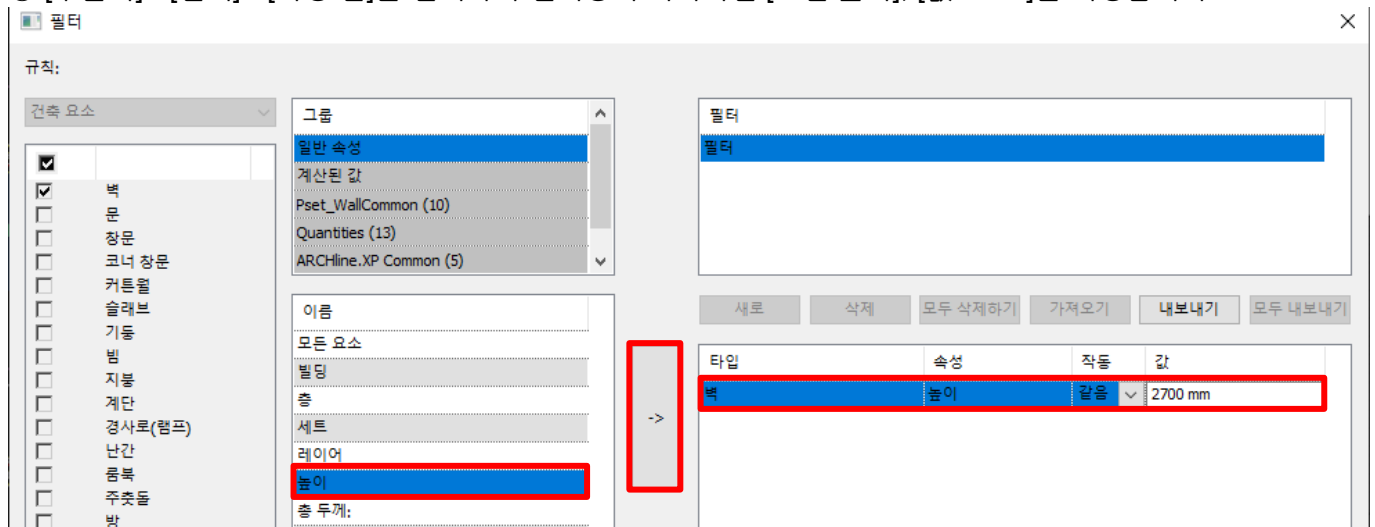 필터
규칙:
건축 요소
벽
문
창문
코너 창문
커튼월
슬래브
기둥
빔
지붕
계단
경사로(램프)
난간
룸북
주춧돌
방
그룹
일반 속성
계산된 값
Pset_WallCommon (10)
Quantities (13)
ARCHline.XP Common (5)
이름
모든 요소
빌딩
층
세트
레이어
높이
총 두께:
->
필터
필터
새로 삭제 모두 삭제하기 가져오기 내보내기 모두 내보내기
타입 속성 작동 값
벽 높이 같음 2700 mm